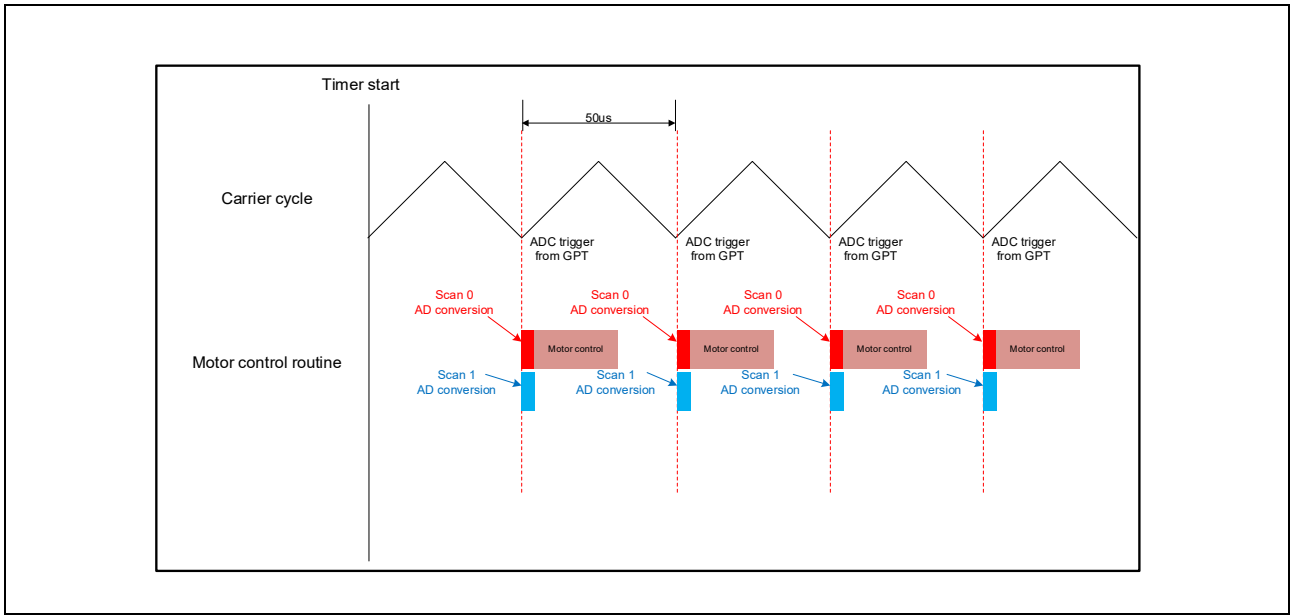 Timer start
50us
Carrier cycle
ADC trigger
from GPT
ADC trigger
from GPT
ADC trigger
from GPT
ADC trigger
from GPT
Scan 0
AD conversion
Scan 0
AD conversion
Scan 0
AD conversion
Scan 0
AD conversion
Motor control routine
Motor control
Motor control
Motor control
Motor control
Scan 1
AD conversion
Scan 1
AD conversion
Scan 1
AD conversion
Scan 1
AD conversion